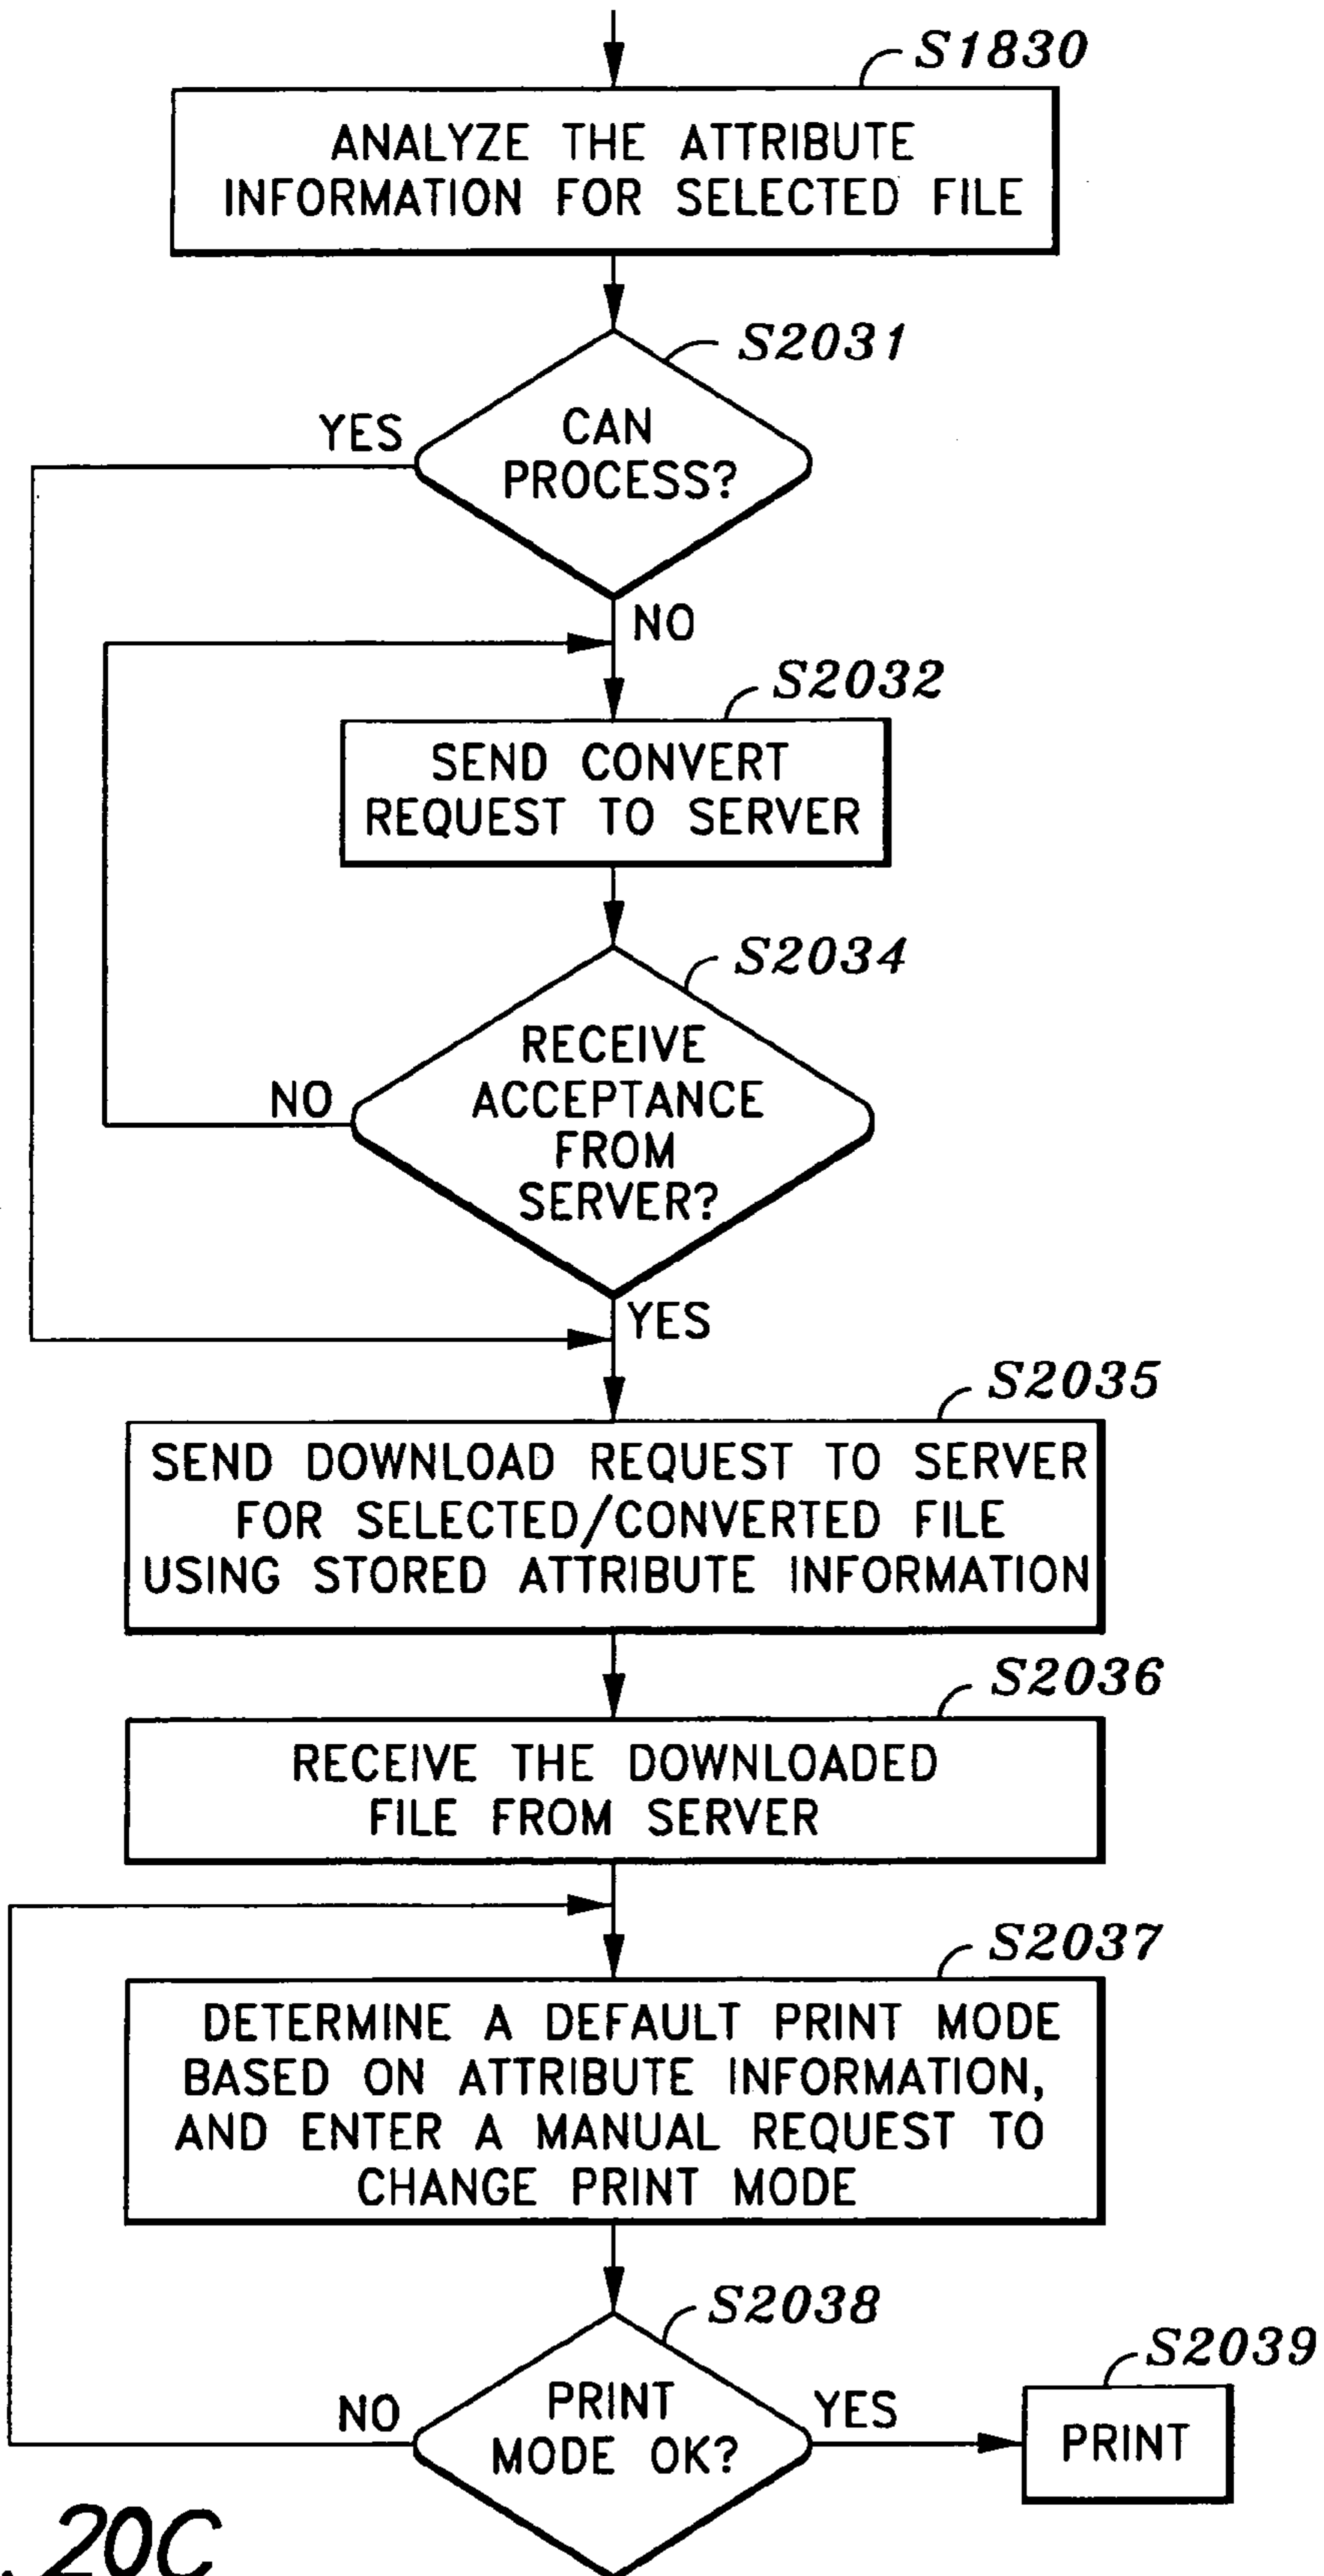 S1830
ANALYZE THE ATTRIBUTE
INFORMATION FOR SELECTED FILE
S2031
CAN
PROCESS?
YES
NO
S2032
SEND CONVERT
REQUEST TO SERVER
S2034
RECEIVE
ACCEPTANCE
FROM
SERVER?
NO
YES
S2035
SEND DOWNLOAD REQUEST TO SERVER
FOR SELECTED/CONVERTED FILE
USING STORED ATTRIBUTE INFORMATION
S2036
RECEIVE THE DOWNLOADED
FILE FROM SERVER
S2037
DETERMINE A DEFAULT PRINT MODE
BASED ON ATTRIBUTE INFORMATION,
AND ENTER A MANUAL REQUEST TO
CHANGE PRINT MODE
S2038
PRINT
MODE OK?
NO
YES
S2039
PRINT
. 20C